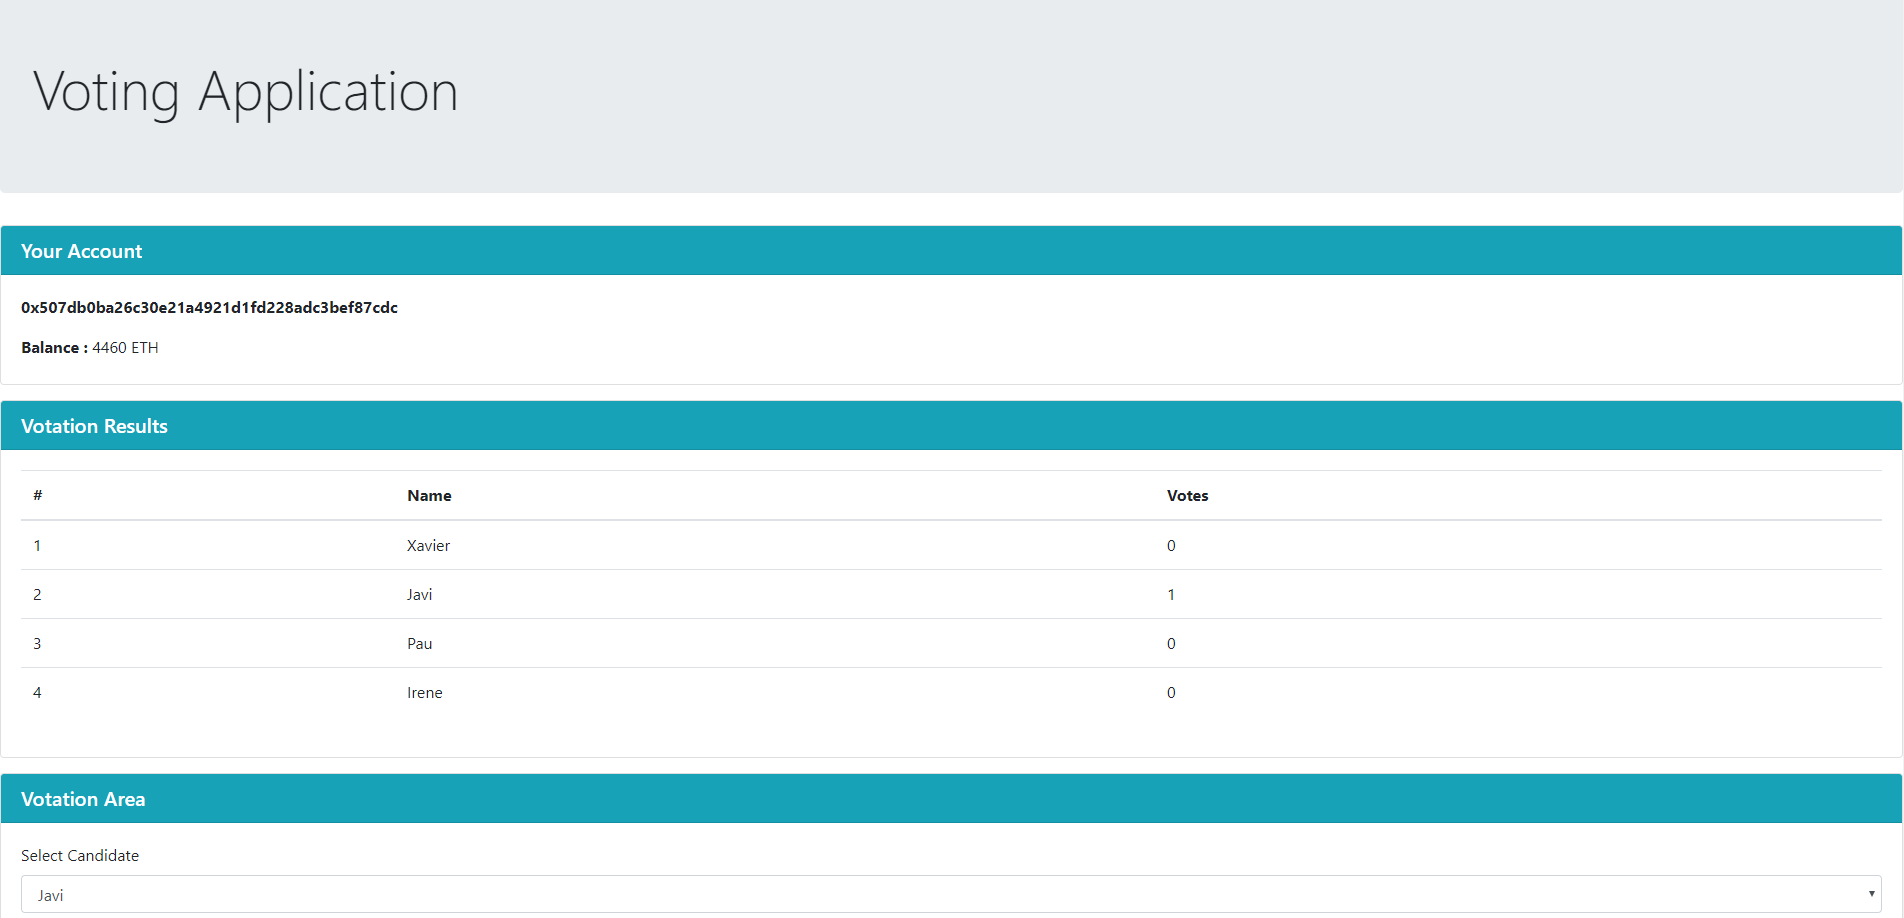 Voting Application
Your Account
0x507db0ba26c30e21a4921d1fd228adc3bef87cdc
Balance : 4460 ETH
Votation Results
# Name Votes
1 Xavier 0
2 Javi 1
3 Pau 0
4 Irene 0
Votation Area
Select Candidate
Javi